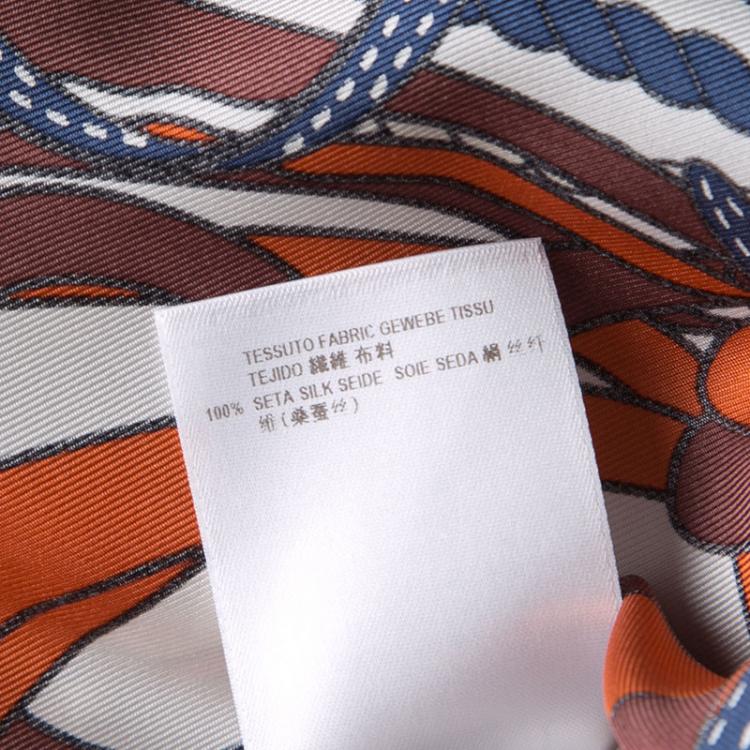 TESSUTO FABRIC GEWEBE TISSU
TEJIDO 纖維 布料
100% SETA SILK SEIDE SOIE SEDA 絹 丝纤
维(桑蚕丝)